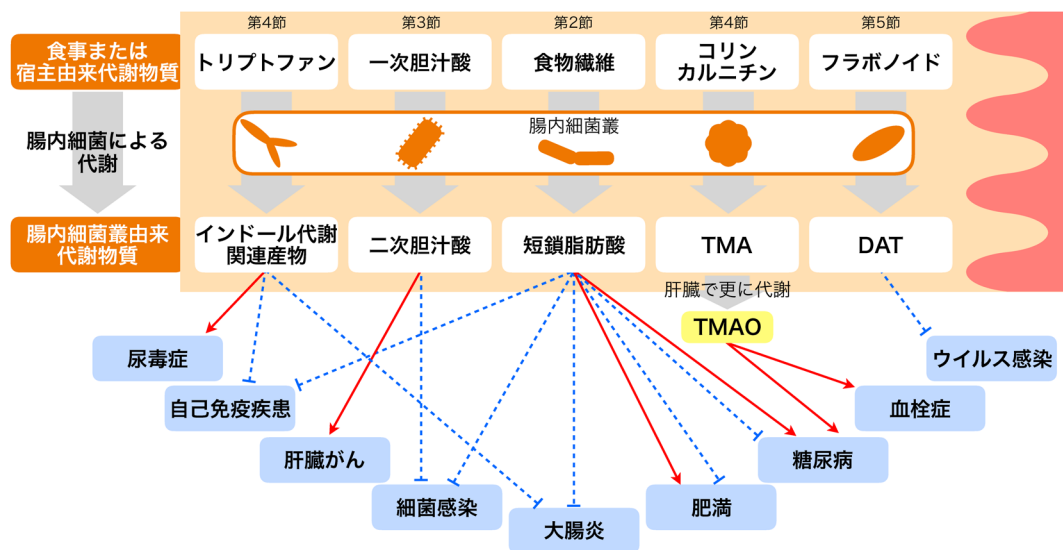 第4節
第3節
第2節
第4節
第5節
食事または
宿主由来代謝物質
トリプトファン
一次胆汁酸
食物繊維
コリン
カルニチン
フラボノイド
腸内細菌による
代謝
腸内細菌叢
腸内細菌叢由来
代謝物質
インドール代謝
関連産物
二次胆汁酸
短鎖脂肪酸
TMA
DAT
肝臓で更に代謝
TMAO
尿毒症
ウイルス感染
自己免疫疾患
血栓症
肝臓がん
糖尿病
細菌感染
肥満
大腸炎